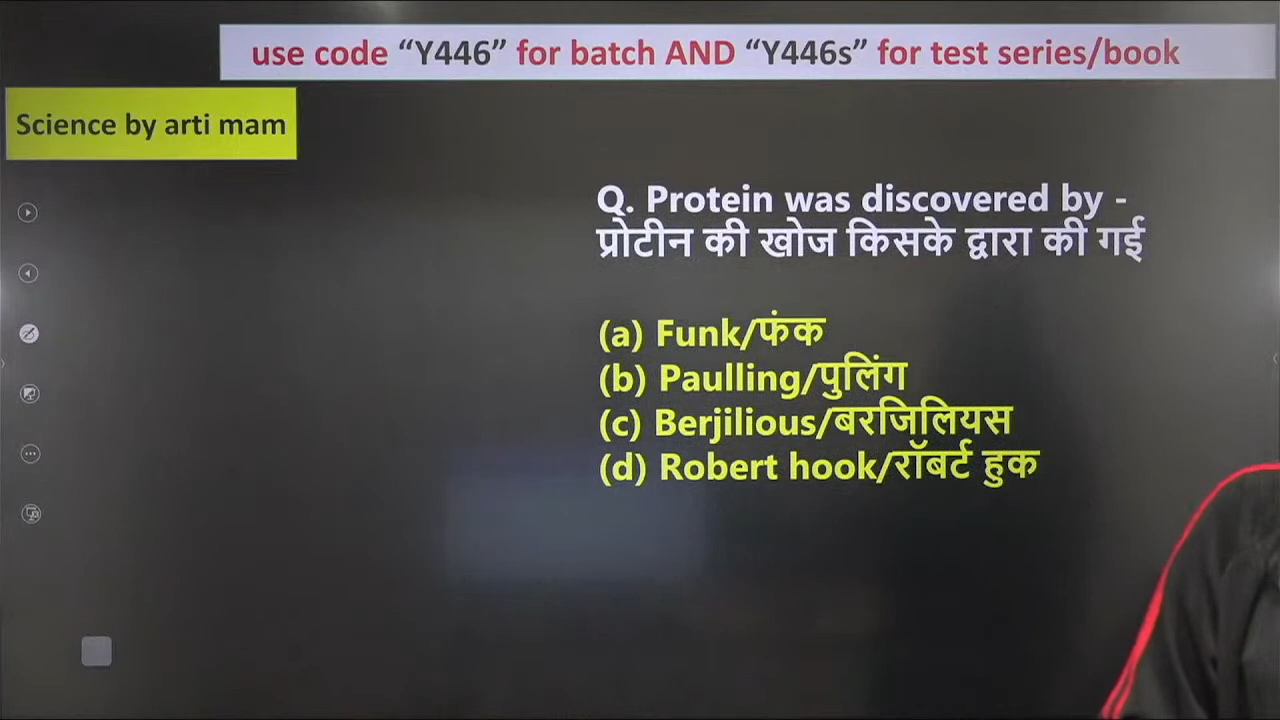 use code “Y446” for batch AND “Y446s” for test series/book
Science by arti mam
Q. Protein was discovered by -
प्रोटीन की खोज किसके द्वारा की गई
(a) Funk/फंक
(b) Paulling/पुलिंग
(c) Berjilious/बरजिलियस
(d) Robert hook/रॉबर्ट हुक